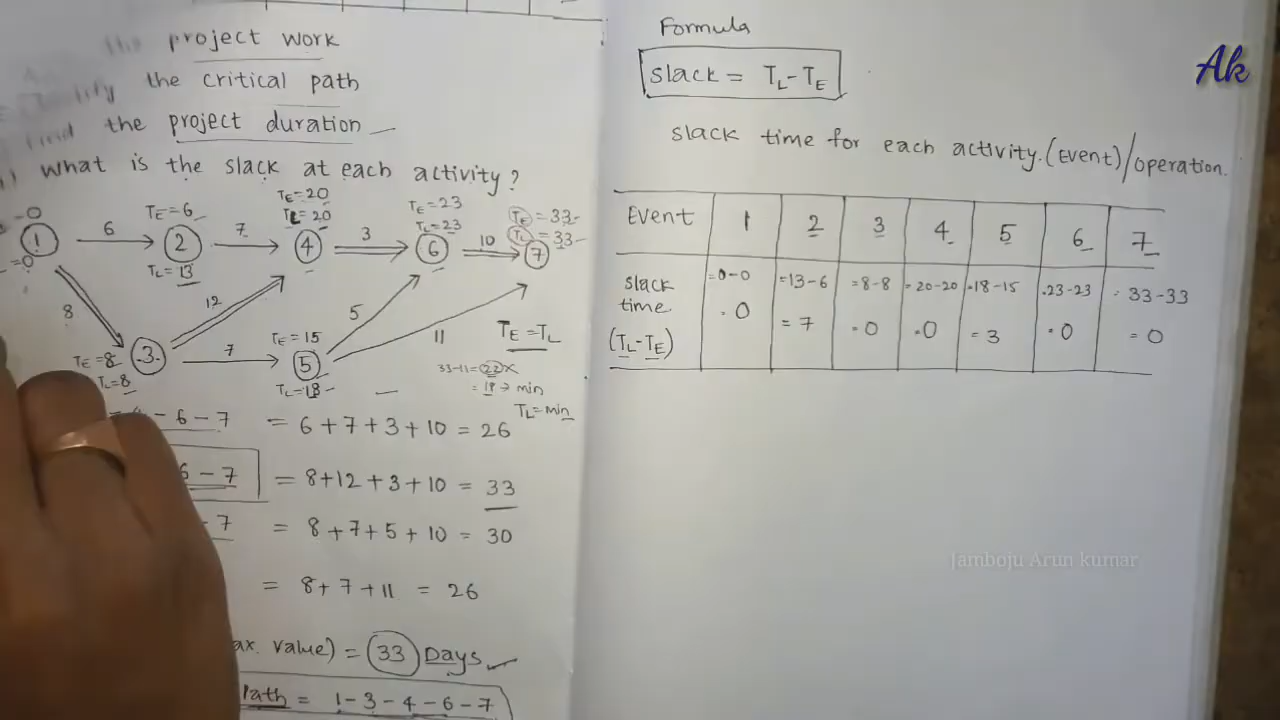 the project work
the critical path
the project duration
what is the slack at each activity?
TE=20
TL=20
TE=23
TL=23
TE=6
TL=13
TE=33
TL=33
1
6
2
7
4
3
6
10
7
8
12
5
11
TE=8
TL=8
3
7
TE=15
5
TL=18
TE=TL
33-11=22x
= 18 → min
TL=min
- 6 - 7 = 6+7+3+10 = 26
6 - 7 = 8+12+3+10 = 33
- 7 = 8+7+5+10 = 30
= 8+7+11 = 26
value) = 33 Days
Path = 1-3-4-6-7
Formula
slack = TL-TE
slack time for each activity.(Event)/operation.
Event 1 2 3 4 5 6 7
slack time (TL-TE)
=0-0 =13-6 =8-8 =20-20 =18-15 =23-23 =33-33
=0 =7 =0 =0 =3 =0 =0
Ak
Jamboju Arun kumar